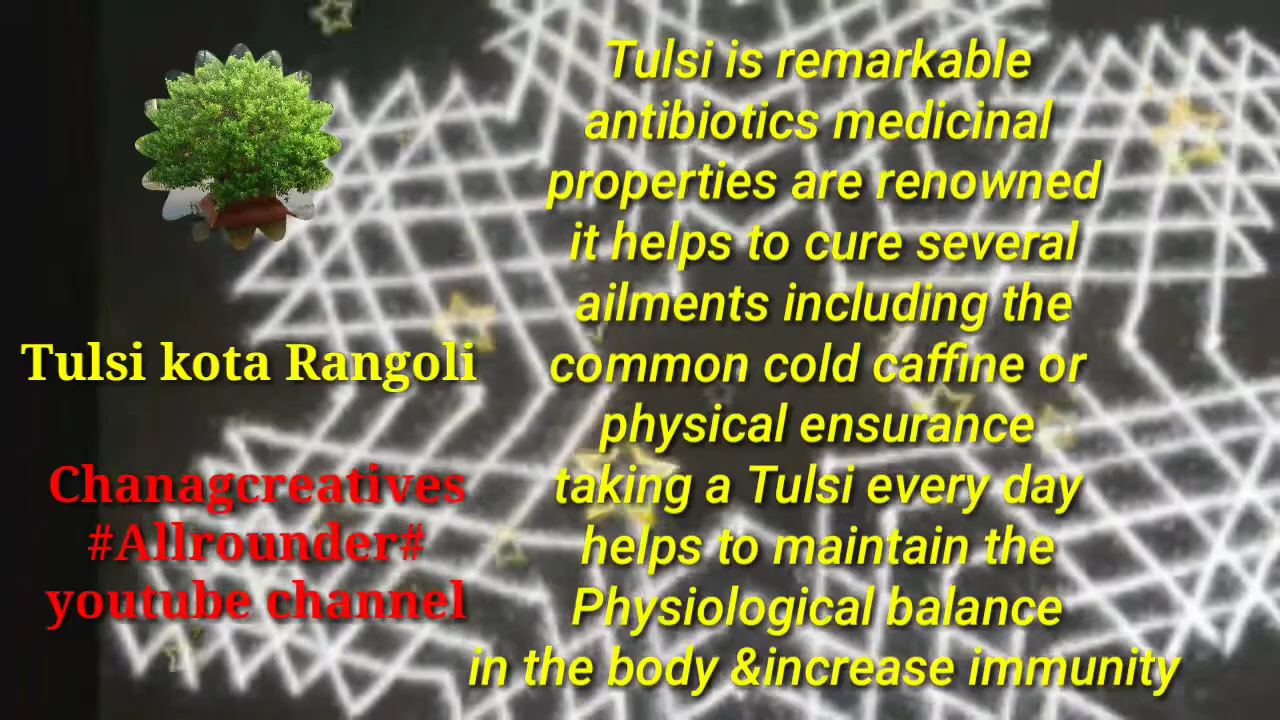 Tulsi kota Rangoli
Chanagcreatives
#Allrounder#
youtube channel
Tulsi is remarkable
antibiotics medicinal
properties are renowned
it helps to cure several
ailments including the
common cold caffine or
physical ensurance
taking a Tulsi every day
helps to maintain the
Physiological balance
in the body &increase immunity